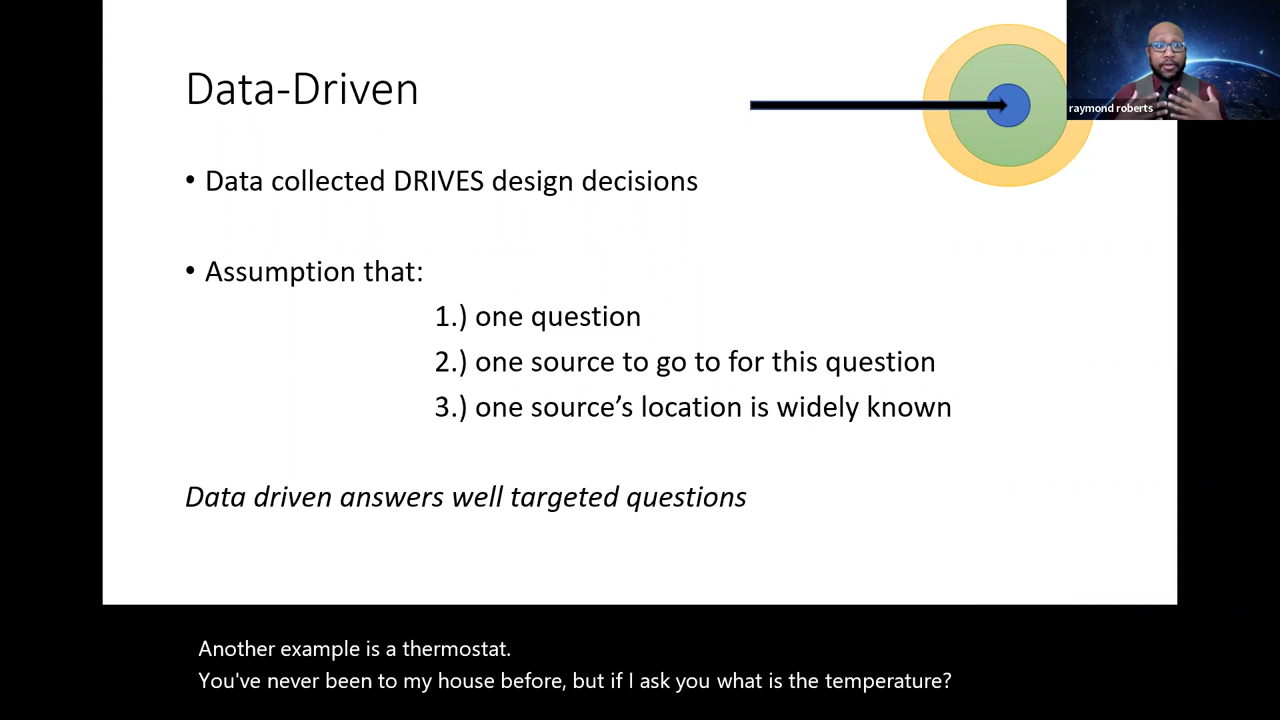 Data-Driven
raymond roberts
• Data collected DRIVES design decisions
• Assumption that:
1.) one question
2.) one source to go to for this question
3.) one source’s location is widely known
Data driven answers well targeted questions
Another example is a thermostat.
You've never been to my house before, but if I ask you what is the temperature?